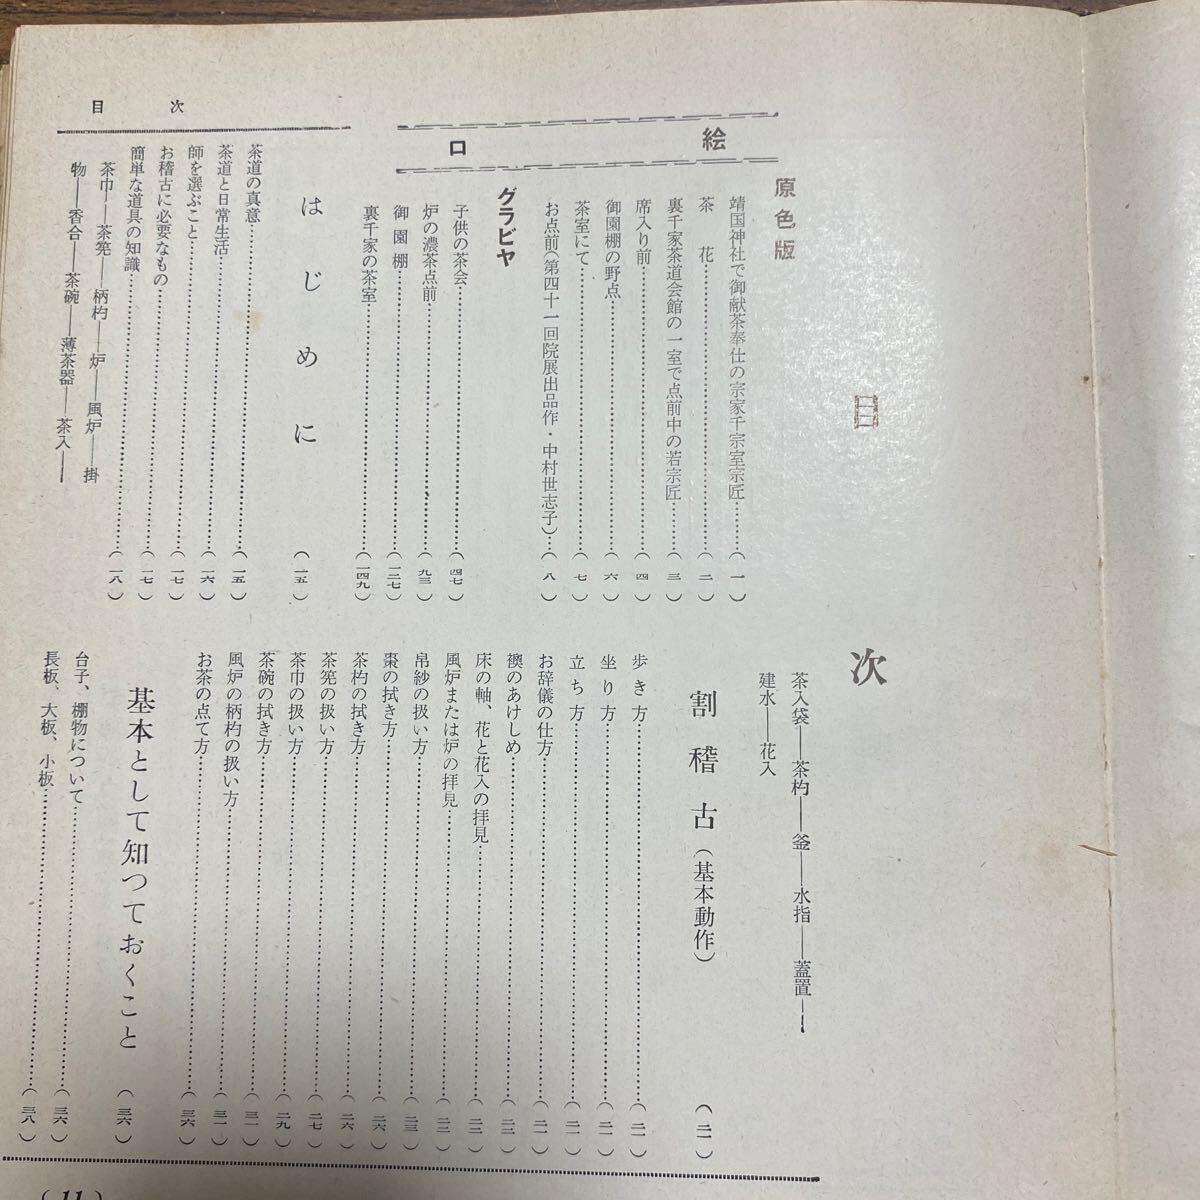 目次
口絵
原色版
靖国神社で御献茶奉仕の宗家千宗室宗匠…………(一)
茶花…………(二)
裏千家茶道会館の一室で点前中の若宗匠…………(三)
席入り前…………(四)
御園棚の野点…………(六)
茶室にて…………(七)
お点前(第四十一回院展出品作・中村世志子)…(八)
グラビヤ
子供の茶会…………(四七)
炉の濃茶点前…………(九三)
御園棚…………(一二七)
裏千家の茶室…………(一四九)
はじめに(一五)
茶道の真意…………(一五)
茶道と日常生活…………(一六)
師を選ぶこと…………(一七)
お稽古に必要なもの…………(一七)
簡単な道具の知識…………(一八)
茶巾―茶筅―柄杓―炉―風炉―掛
物―香合―茶碗―薄茶器―茶入―
茶入袋―茶杓―釜―水指―蓋置―
建水―花入
割稽古(基本動作)(二一)
歩き方…………(二一)
坐り方…………(二一)
立ち方…………(二一)
お辞儀の仕方…………(二一)
襖のあけしめ…………(二二)
床の軸、花と花入の拝見…………(二二)
風炉または炉の拝見…………(二二)
帛紗の扱い方…………(二三)
棗の拭き方…………(二六)
茶杓の拭き方…………(二六)
茶筅の扱い方…………(二七)
茶巾の扱い方…………(二九)
茶碗の拭き方…………(三一)
風炉の柄杓の扱い方…………(三一)
お茶の点て方…………(三六)
基本として知つておくこと(三六)
台子、棚物について…………(三六)
長板、大板、小板…………(三八)
目次
(11)